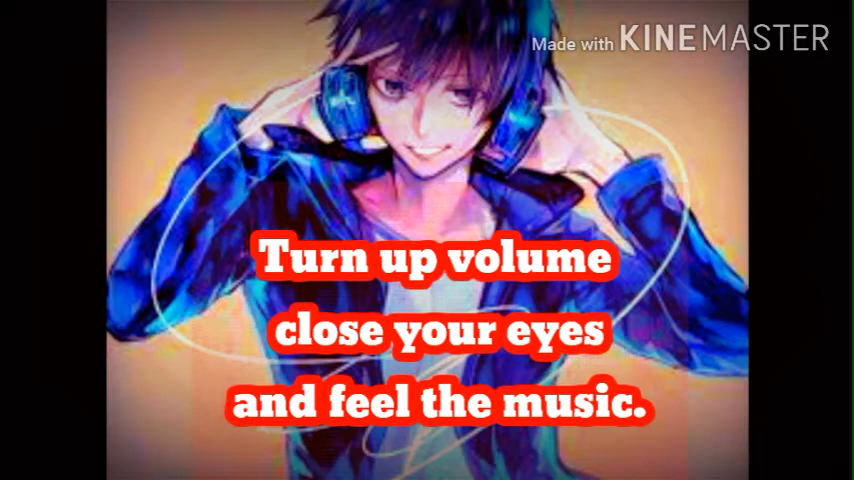 Made with KINEMASTER
Turn up volume
close your eyes
and feel the music.